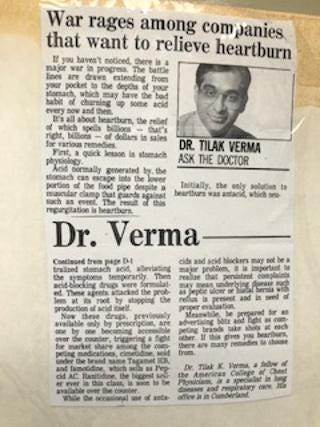 War rages among companies
that want to relieve heartburn
If you haven't noticed, there is a
major war in progress. The battle
lines are drawn extending from
your pocket to the depths of your
stomach, which may have the bad
habit of churning up some acid
every now and then.
It's all about heartburn, the relief
of which spells billions — that's
right, billions — of dollars in sales
for various remedies.
First, a quick lesson in stomach
physiology.
Acid normally generated by the
stomach can escape into the lower
portion of the food pipe despite a
muscular clamp that guards against
such an event. The result of this
regurgitation is heartburn.
DR. TILAK VERMA
ASK THE DOCTOR
Initially, the only solution to
heartburn was antacid, which neu-
Dr. Verma
Continued from page D-1
tralized stomach acid, alleviating
the symptoms temporarily. Then
acid-blocking drugs were formulat-
ed. These agents attacked the prob-
lem at its root by stopping the
production of acid itself.
Now these drugs, previously
available only by prescription, are
one by one becoming accessible
over the counter, triggering a fight
for market share among the com-
peting medications, cimetidine, sold
under the brand name Tagamet HB,
and famotidine, which sells as Pep-
cid AC. Ranitidine, the biggest sell-
er ever in this class, is soon to be
available over the counter.
While the occasional use of anta-
cids and acid blockers may not be a
major problem, it is important to
realize that persistent complaints
may mean underlying disease such
as peptic ulcer or hiatal hernia with
reflux is present and in need of
proper evaluation.
Meanwhile, be prepared for an
advertising blitz and fight as com-
peting brands take shots at each
other. If this gives you heartburn,
there are many remedies to choose
from.
Dr. Tilak K. Verma, a fellow of
the American College of Chest
Physicians, is a specialist in lung
diseases and respiratory care. His
office is in Cumberland.